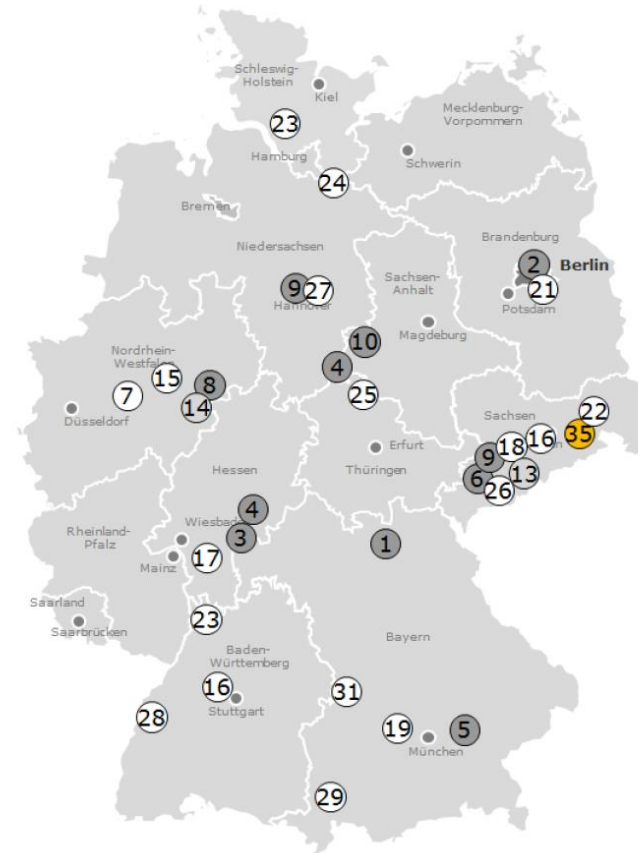 Schleswig-
Holstein
Kiel
Mecklenburg-
Vorpommern
23
Hamburg
Schwerin
24
Bremen
Brandenburg
Niedersachsen
2
Berlin
Sachsen-
Anhalt
9
27
21
Hannover
Potsdam
10
Magdeburg
Nordrhein-
Westfalen
4
15
8
7
25
14
Düsseldorf
22
Sachsen
35
16
18
Erfurt
9
Thüringen
Hessen
13
6
26
4
Rheinland-
Pfalz
Wiesbaden
3
1
Mainz
17
Saarland
23
Saarbrücken
Bayern
Baden-
Württemberg
16
31
Stuttgart
28
19
5
München
29